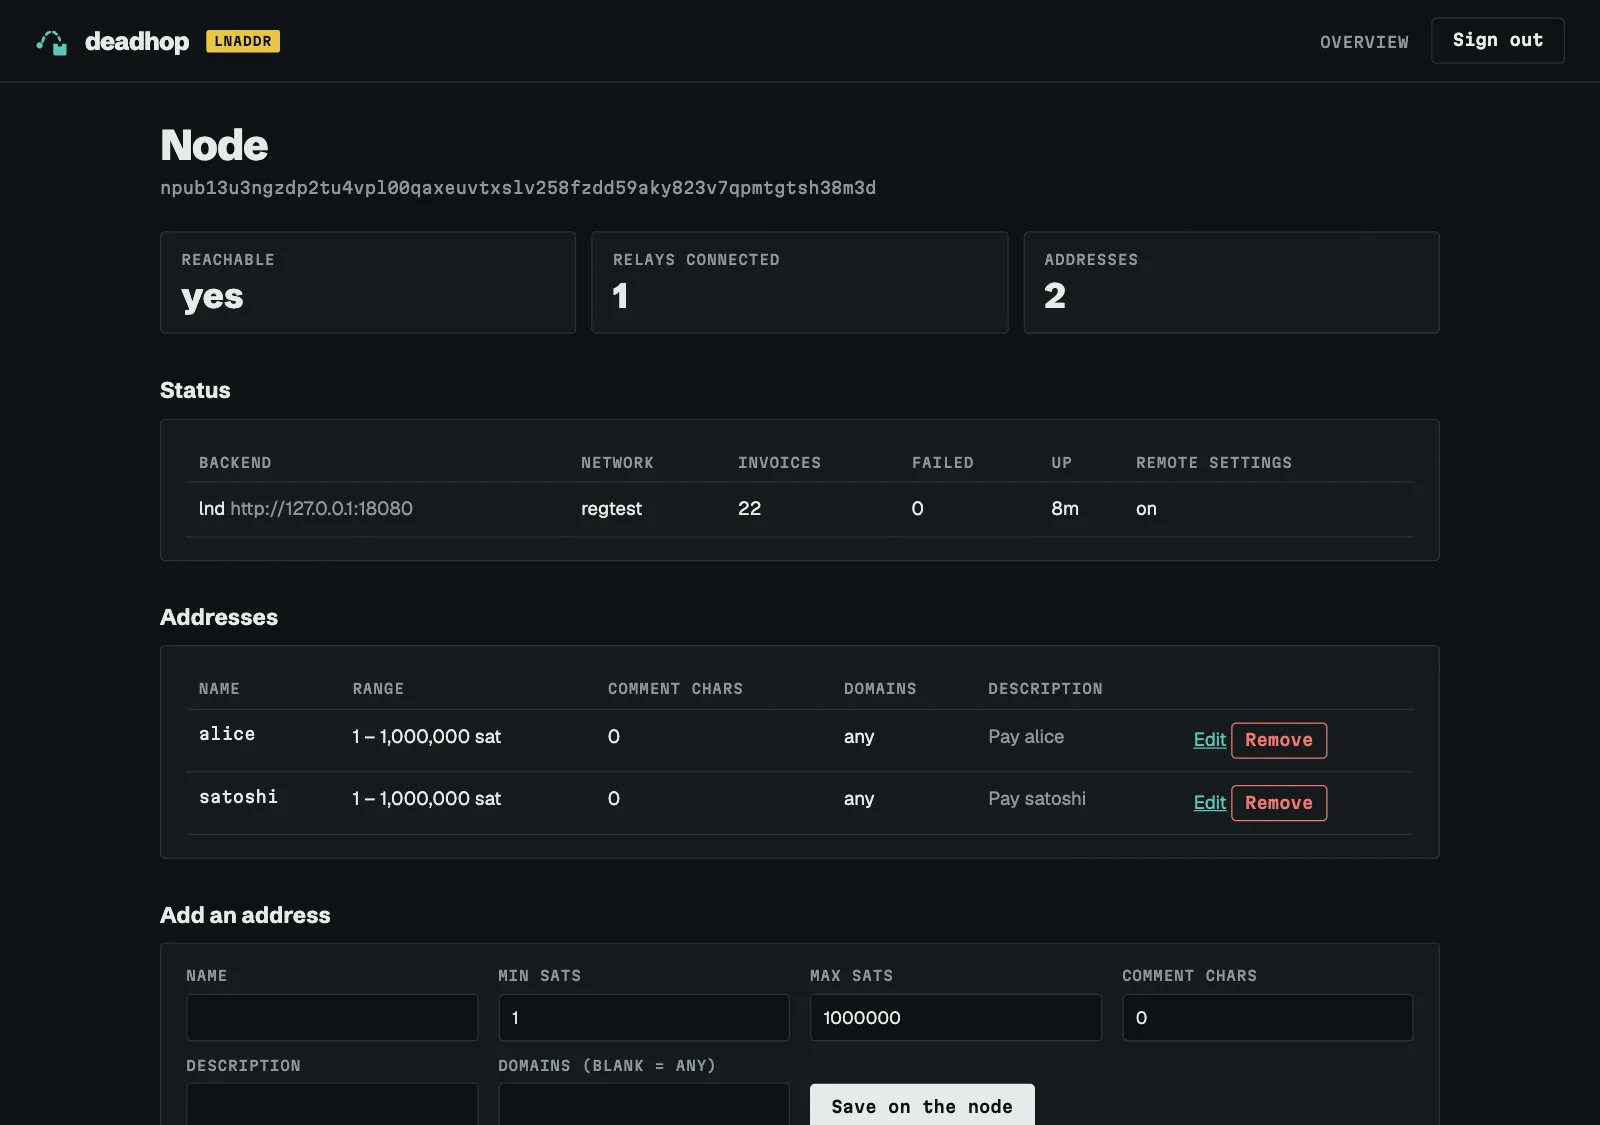 deadhop LNADDR OVERVIEW Sign out
Node
npub13u3ngzdp2tu4vpl00qaxeuvtxslv258fzdd59aky823v7qpmtgtsh38m3d
REACHABLE RELAYS CONNECTED ADDRESSES
yes 1 2
Status
BACKEND NETWORK INVOICES FAILED UP REMOTE SETTINGS
lnd http://127.0.0.1:18080 regtest 22 0 8m on
Addresses
NAME RANGE COMMENT CHARS DOMAINS DESCRIPTION
alice 1 – 1,000,000 sat 0 any Pay alice Edit Remove
satoshi 1 – 1,000,000 sat 0 any Pay satoshi Edit Remove
Add an address
NAME MIN SATS MAX SATS COMMENT CHARS
1 1000000 0
DESCRIPTION DOMAINS (BLANK = ANY)
Save on the node